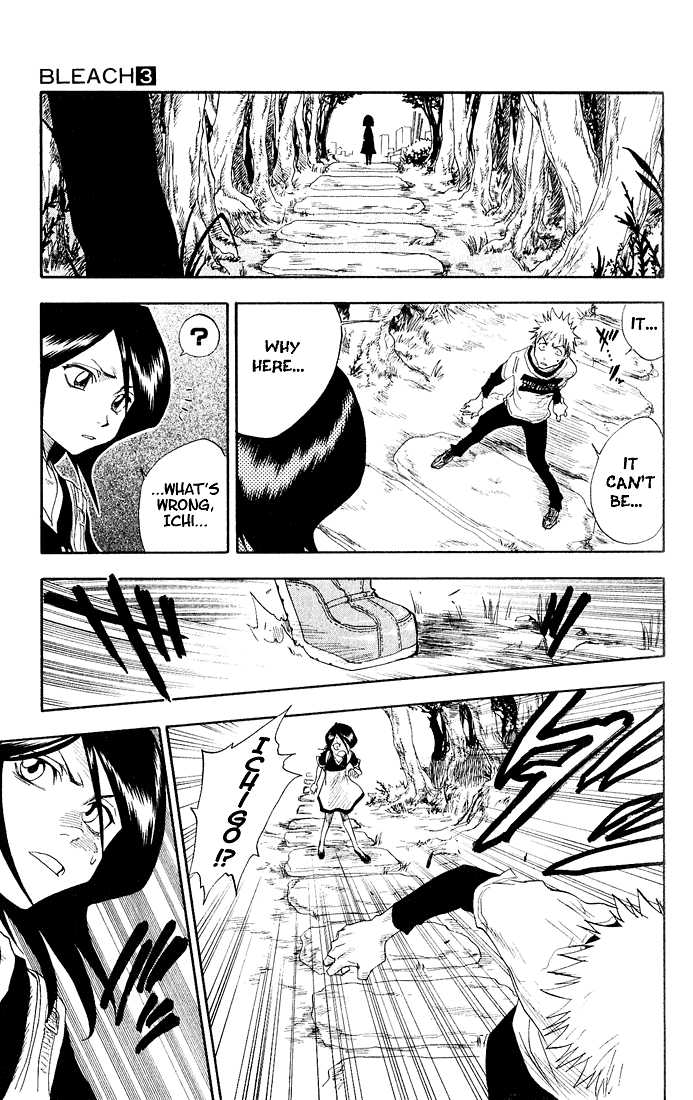 BLEACH3
IT...
IT
CAN'T
BE...
WHY
HERE...
?
...WHAT'S
WRONG,
ICHI...
ICHIGO!?